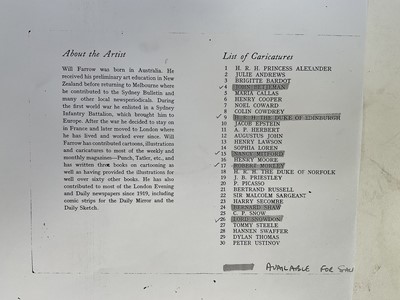 About the Artist
Will Farrow was born in Australia. He
received his preliminary art education in New
Zealand before returning to Melbourne where
he contributed to the Sydney Bulletin and
many other local newsperiodicals. During
the first world war he enlisted in a Sydney
Infantry Battalion, which brought him to
Europe. After the war he decided to stay on
in France and later moved to London where
he has lived and worked ever since. Will
Farrow has contributed cartoons, illustrations
and caricatures to most of the weekly and
monthly magazines—Punch, Tatler, etc., and
has written three books on cartooning as
well as having provided the illustrations for
well over sixty other books. He has also
contributed to most of the London Evening
and Daily newspapers since 1919, including
comic strips for the Daily Mirror and the
Daily Sketch.
List of Caricatures
1 H. R. H. PRINCESS ALEXANDER
2 JULIE ANDREWS
3 BRIGITTE BARDOT
4 JOHN BETJEMAN
5 MARIA CALLAS
6 HENRY COOPER
7 NOEL COWARD
8 COLIN COWDREY
9 H. R. H. THE DUKE OF EDINBURGH
10 JACOB EPSTEIN
11 A. P. HERBERT
12 AUGUSTUS JOHN
13 HENRY LAWSON
14 SOPHIA LOREN
15 NANCY MITFORD
16 HENRY MOORE
17 ROBERT MORLEY
18 H. R. H. THE DUKE OF NORFOLK
19 J. B. PRIESTLEY
20 P. PICASSO
21 BERTRAND RUSSELL
22 SIR MALCOLM SARGEANT
23 HARRY SECOMBE
24 BERNARD SHAW
25 C. P. SNOW
26 LORD SNOWDON
27 TOMMY STEELE
28 HANNEN SWAFFER
29 DYLAN THOMAS
30 PETER USTINOV
AVAILABLE FOR